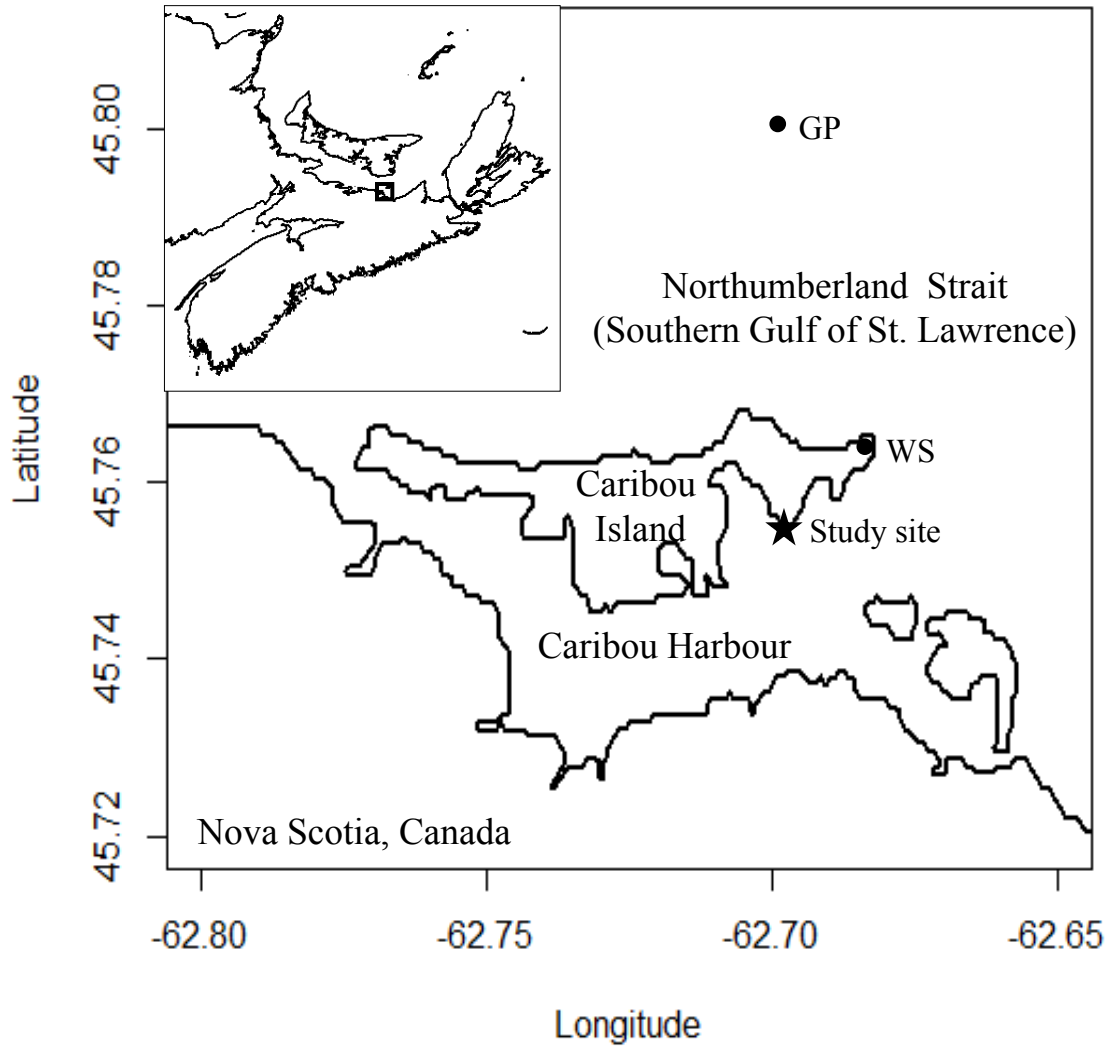 GP
Northumberland Strait
(Southern Gulf of St. Lawrence)
WS
Caribou
Island
Study site
Caribou Harbour
Nova Scotia, Canada
Latitude
45.80
45.78
45.76
45.74
45.72
-62.80
-62.75
-62.70
-62.65
Longitude